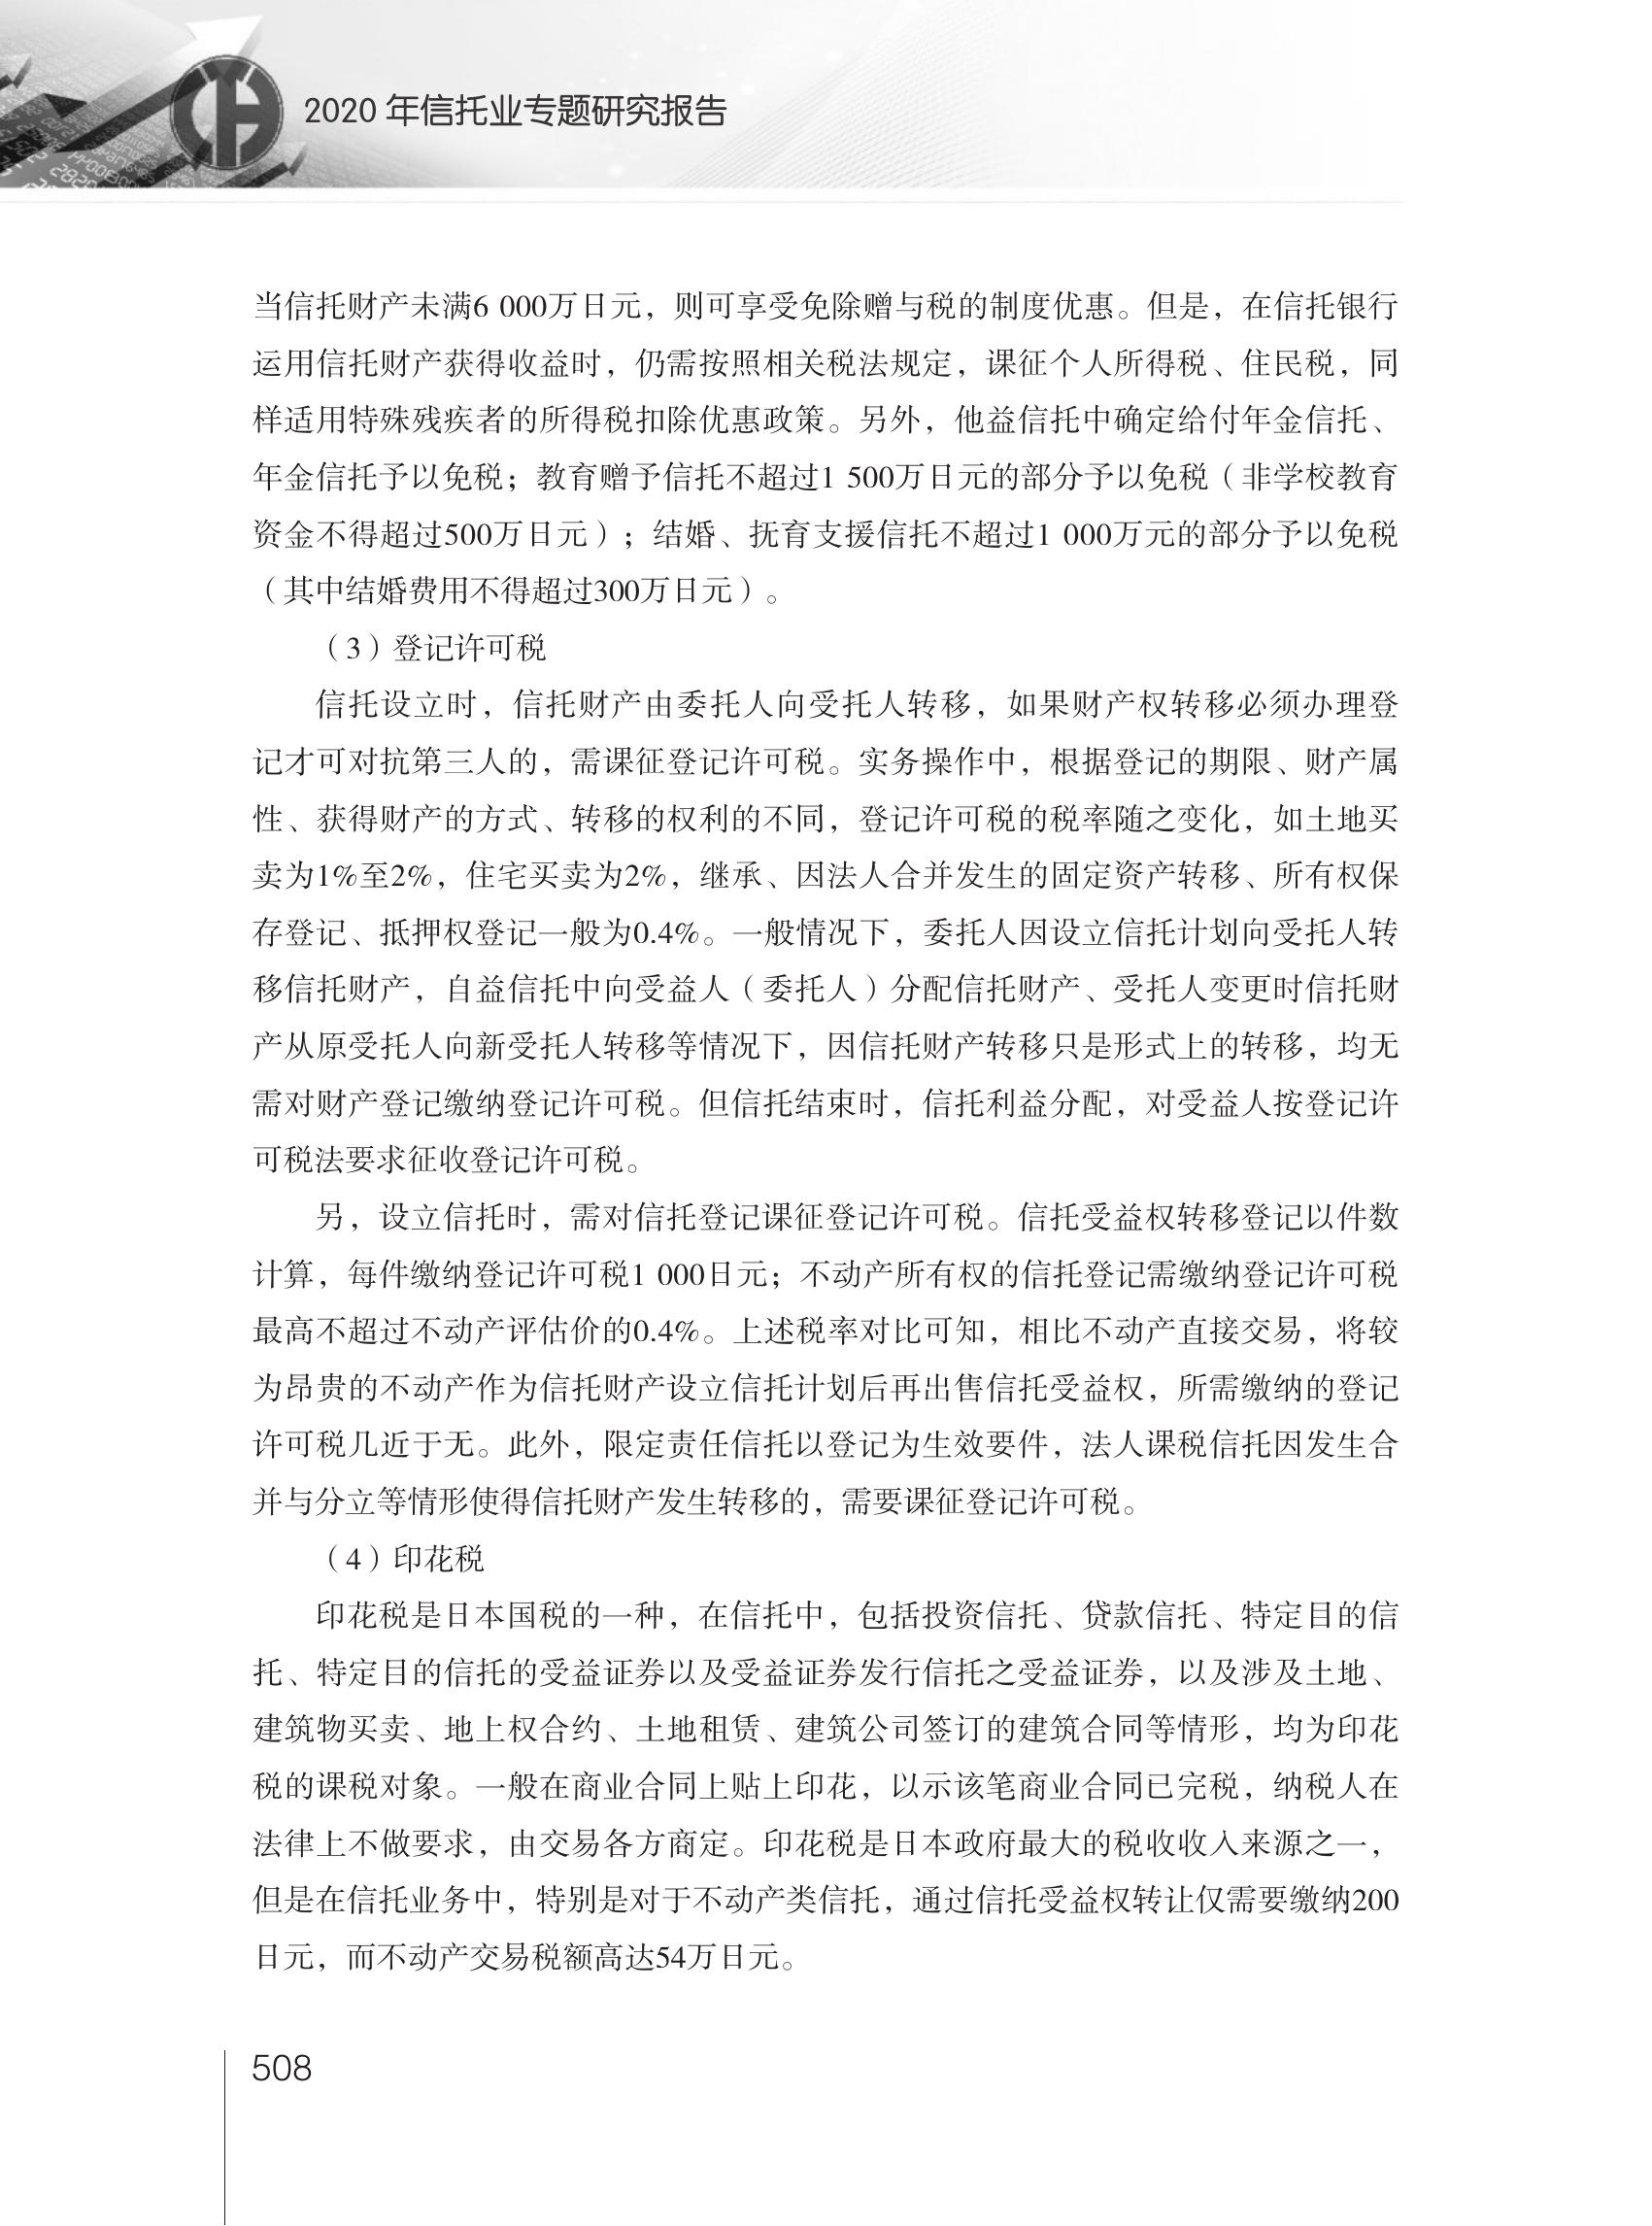 2020 年信托业专题研究报告
当信托财产未满6 000万日元，则可享受免除赠与税的制度优惠。但是，在信托银行
运用信托财产获得收益时，仍需按照相关税法规定，课征个人所得税、住民税，同
样适用特殊残疾者的所得税扣除优惠政策。另外，他益信托中确定给付年金信托、
年金信托予以免税；教育赠予信托不超过1 500万日元的部分予以免税（非学校教育
资金不得超过500万日元）；结婚、抚育支援信托不超过1 000万元的部分予以免税
（其中结婚费用不得超过300万日元）。
（3）登记许可税
信托设立时，信托财产由委托人向受托人转移，如果财产权转移必须办理登
记才可对抗第三人的，需课征登记许可税。实务操作中，根据登记的期限、财产属
性、获得财产的方式、转移的权利的不同，登记许可税的税率随之变化，如土地买
卖为1%至2%，住宅买卖为2%，继承、因法人合并发生的固定资产转移、所有权保
存登记、抵押权登记一般为0.4%。一般情况下，委托人因设立信托计划向受托人转
移信托财产，自益信托中向受益人（委托人）分配信托财产、受托人变更时信托财
产从原受托人向新受托人转移等情况下，因信托财产转移只是形式上的转移，均无
需对财产登记缴纳登记许可税。但信托结束时，信托利益分配，对受益人按登记许
可税法要求征收登记许可税。
另，设立信托时，需对信托登记课征登记许可税。信托受益权转移登记以件数
计算，每件缴纳登记许可税1 000日元；不动产所有权的信托登记需缴纳登记许可税
最高不超过不动产评估价的0.4%。上述税率对比可知，相比不动产直接交易，将较
为昂贵的不动产作为信托财产设立信托计划后再出售信托受益权，所需缴纳的登记
许可税几近于无。此外，限定责任信托以登记为生效要件，法人课税信托因发生合
并与分立等情形使得信托财产发生转移的，需要课征登记许可税。
（4）印花税
印花税是日本国税的一种，在信托中，包括投资信托、贷款信托、特定目的信
托、特定目的信托的受益证券以及受益证券发行信托之受益证券，以及涉及土地、
建筑物买卖、地上权合约、土地租赁、建筑公司签订的建筑合同等情形，均为印花
税的课税对象。一般在商业合同上贴上印花，以示该笔商业合同已完税，纳税人在
法律上不做要求，由交易各方商定。印花税是日本政府最大的税收收入来源之一，
但是在信托业务中，特别是对于不动产类信托，通过信托受益权转让仅需要缴纳200
日元，而不动产交易税额高达54万日元。
508